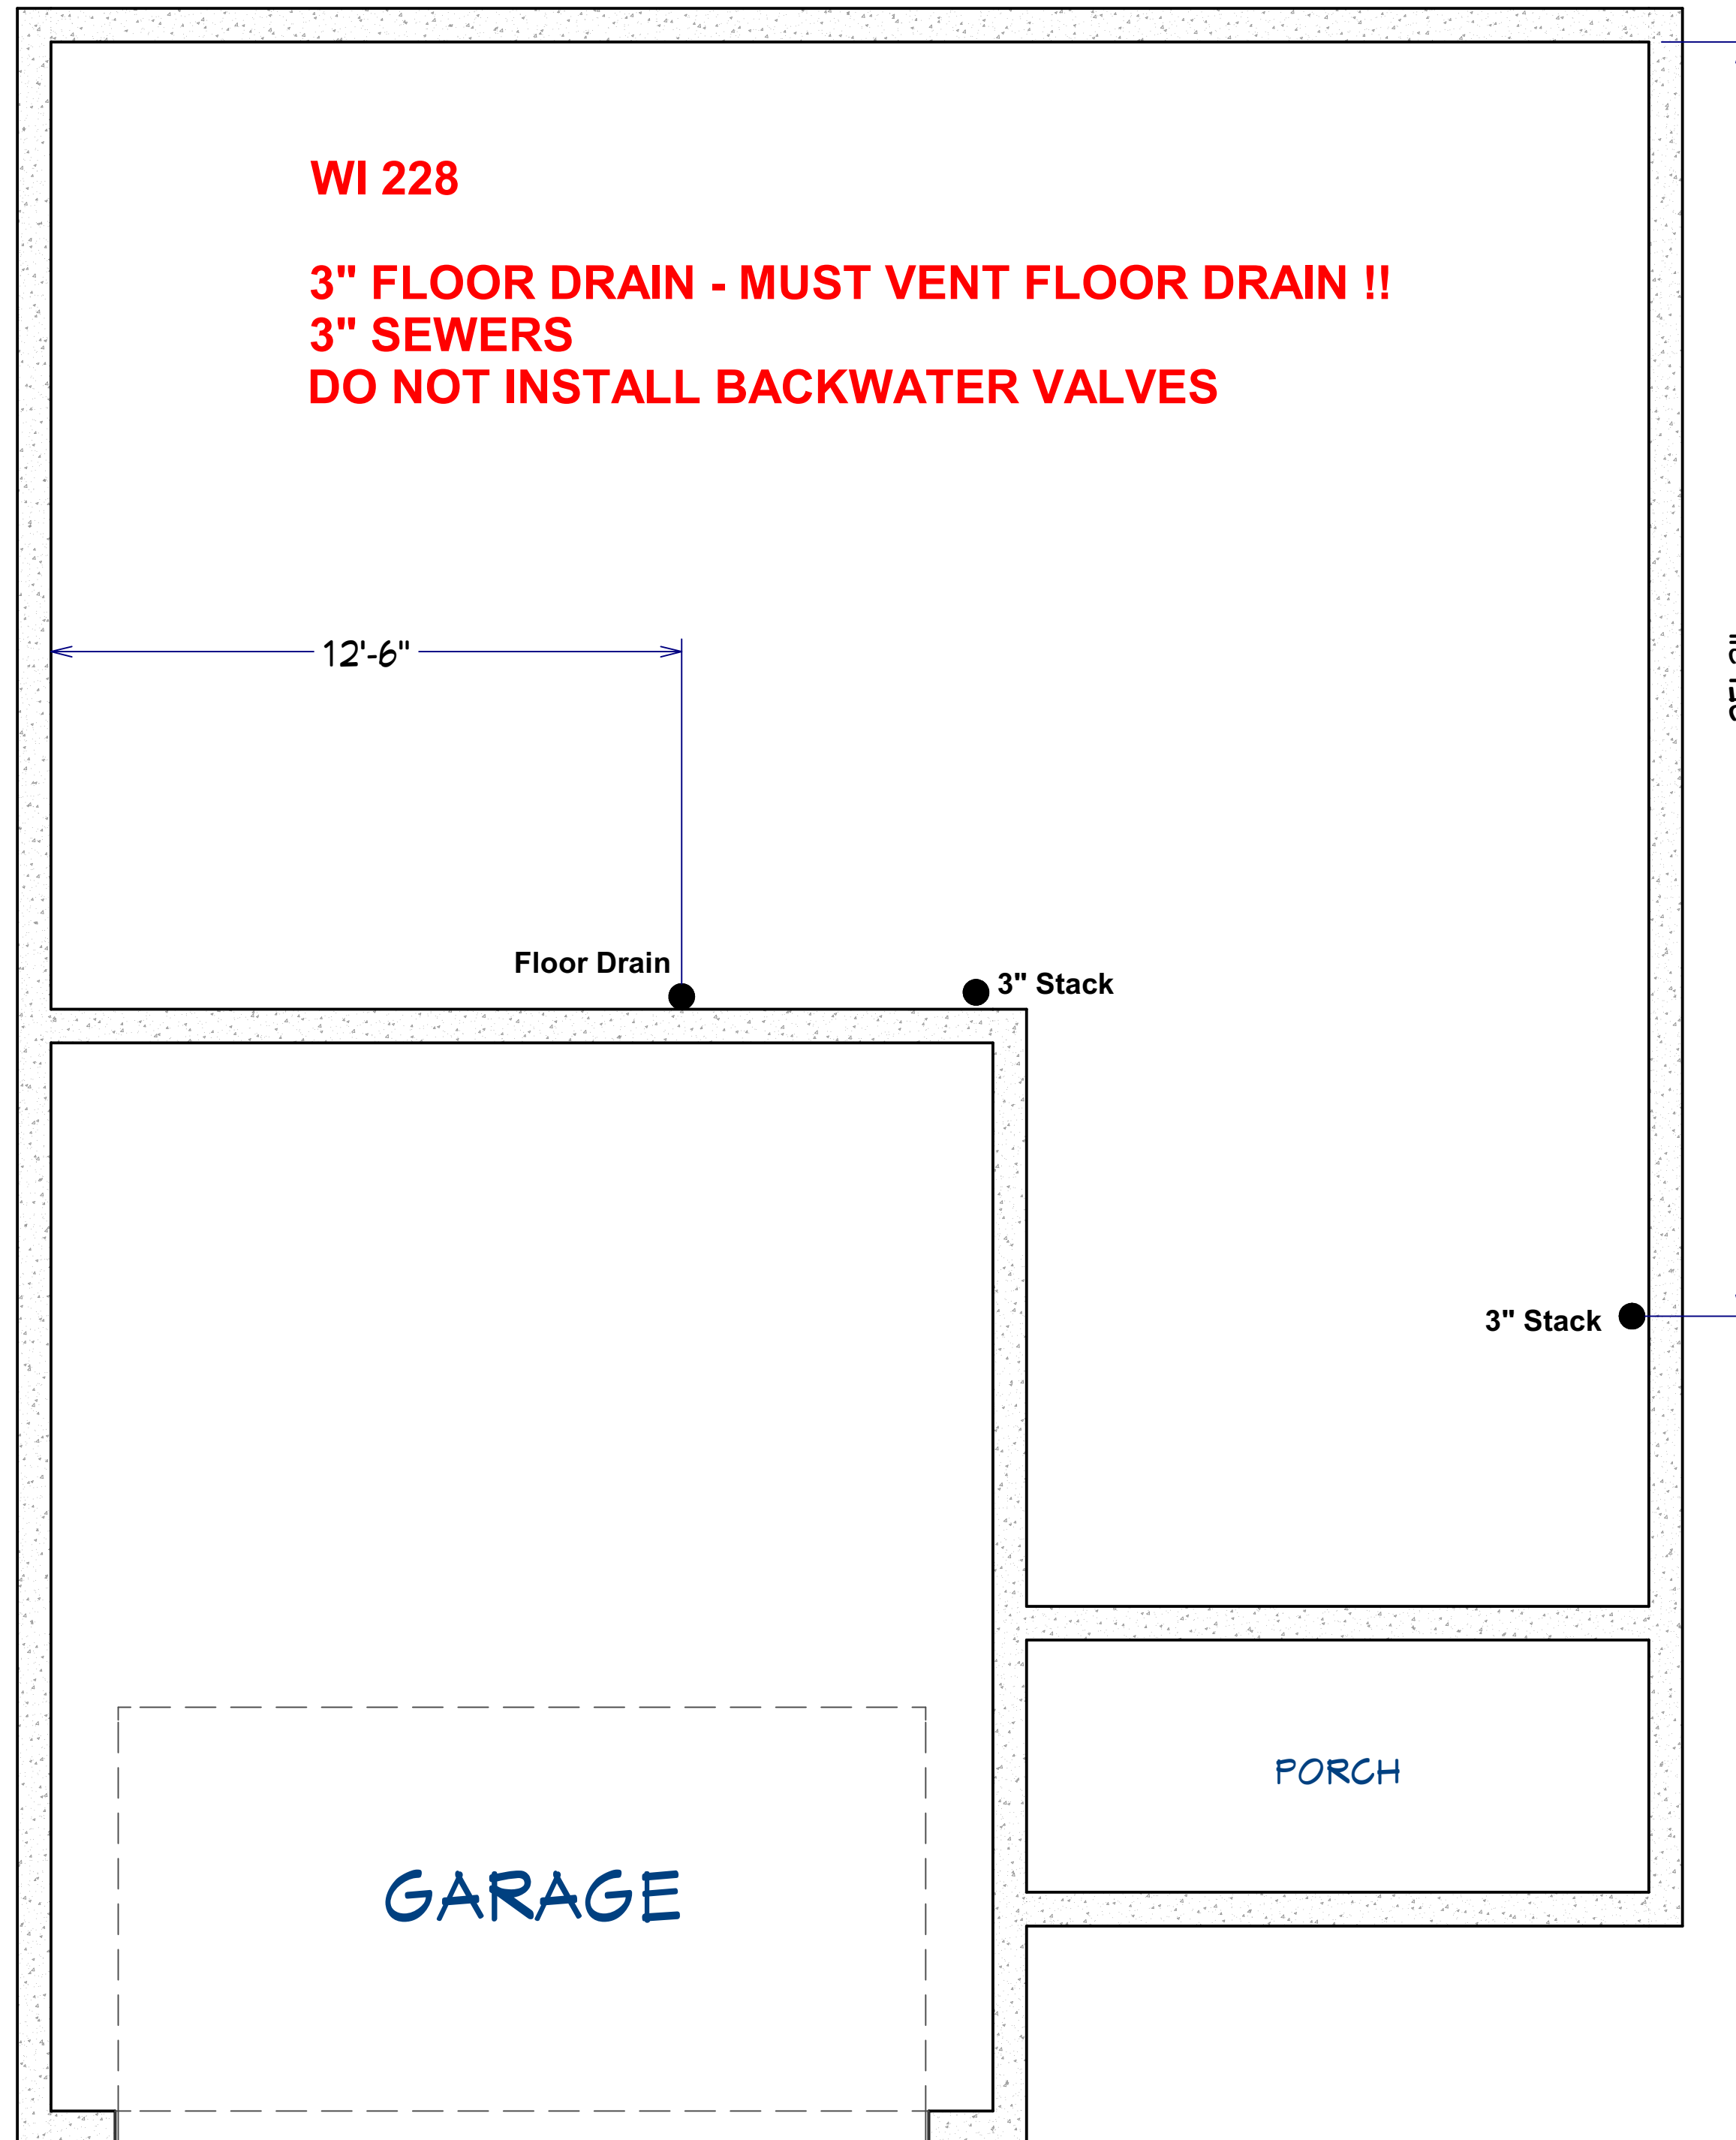 WI 228
3" FLOOR DRAIN - MUST VENT FLOOR DRAIN !!
3" SEWERS
DO NOT INSTALL BACKWATER VALVES
12'-6"
Floor Drain
3" Stack
3" Stack
PORCH
GARAGE